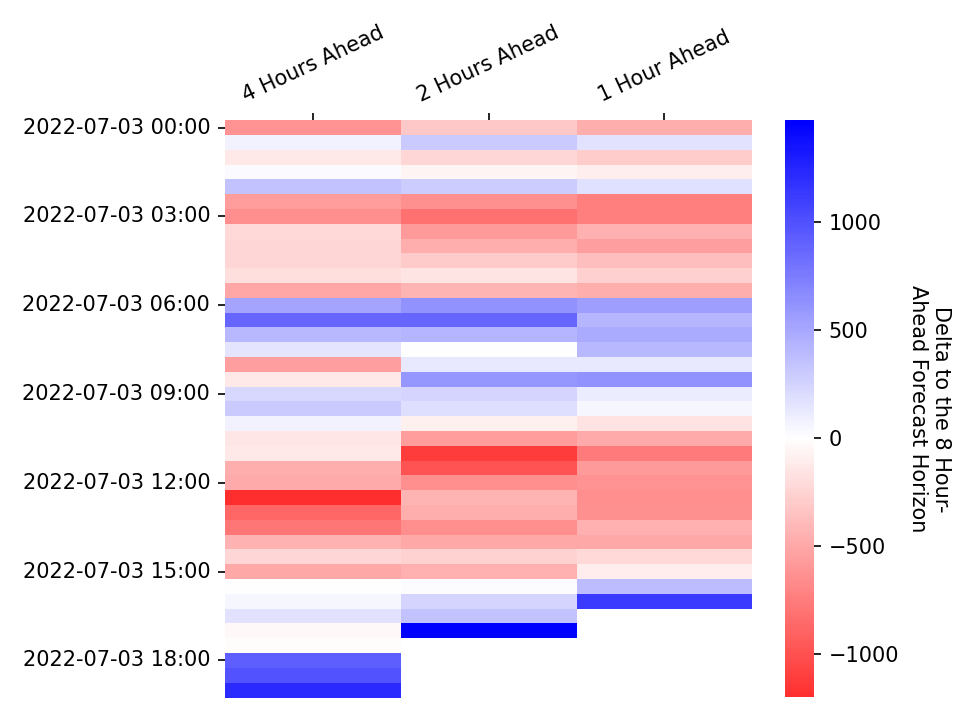 4 Hours Ahead
2 Hours Ahead
1 Hour Ahead
2022-07-03 00:00
2022-07-03 03:00
2022-07-03 06:00
2022-07-03 09:00
2022-07-03 12:00
2022-07-03 15:00
2022-07-03 18:00
1000
500
0
−500
−1000
Delta to the 8 Hour-
Ahead Forecast Horizon